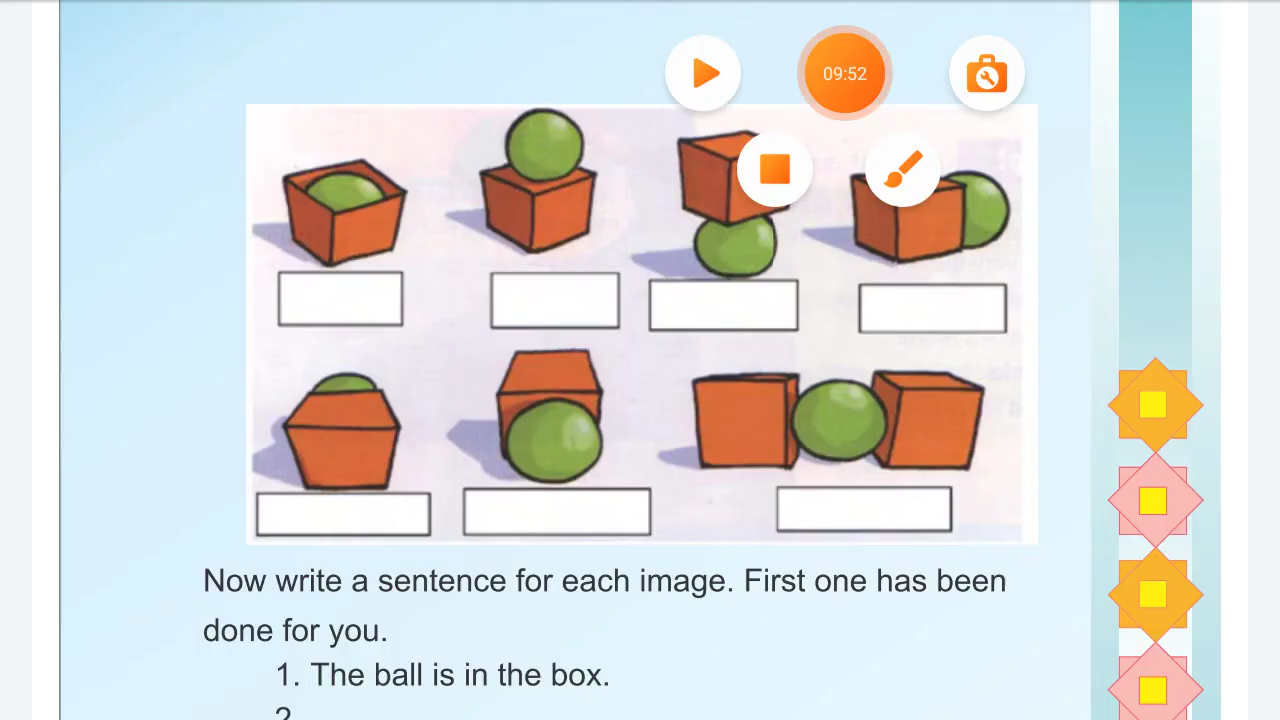 09:52
Now write a sentence for each image. First one has been
done for you.
1. The ball is in the box.
2